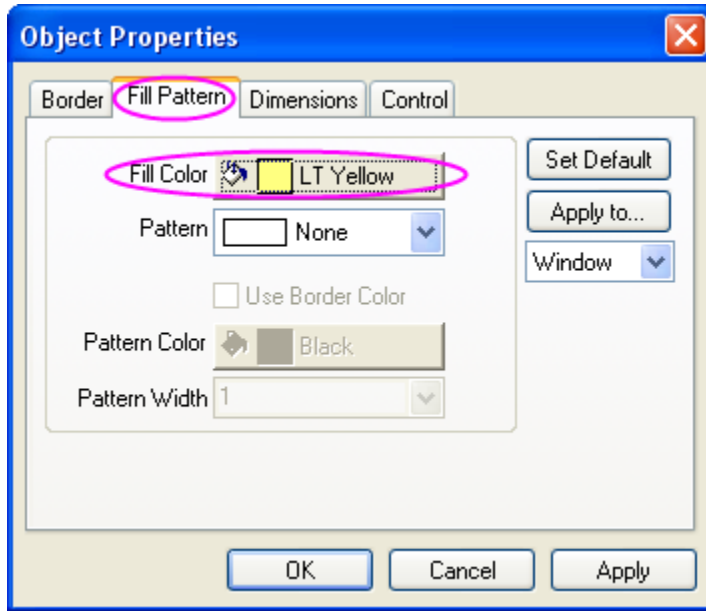 Object Properties
Border Fill Pattern Dimensions Control
Fill Color LT Yellow
Set Default
Pattern None
Apply to...
Window
Use Border Color
Pattern Color Black
Pattern Width 1
OK Cancel Apply